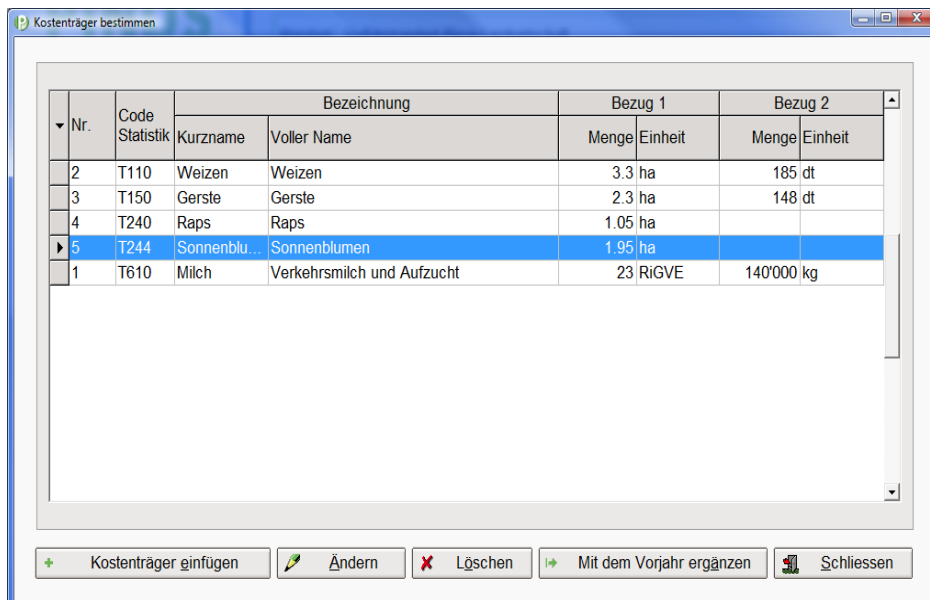 Kostenträger bestimmen
Bezeichnung Bezug 1 Bezug 2
Nr. Code Statistik Kurzname Voller Name Menge Einheit Menge Einheit
2 T110 Weizen Weizen 3.3 ha 185 dt
3 T150 Gerste Gerste 2.3 ha 148 dt
4 T240 Raps Raps 1.05 ha
5 T244 Sonnenblu... Sonnenblumen 1.95 ha
1 T610 Milch Verkehrsmilch und Aufzucht 23 RiGVE 140'000 kg
Kostenträger einfügen Ändern Löschen Mit dem Vorjahr ergänzen Schliessen